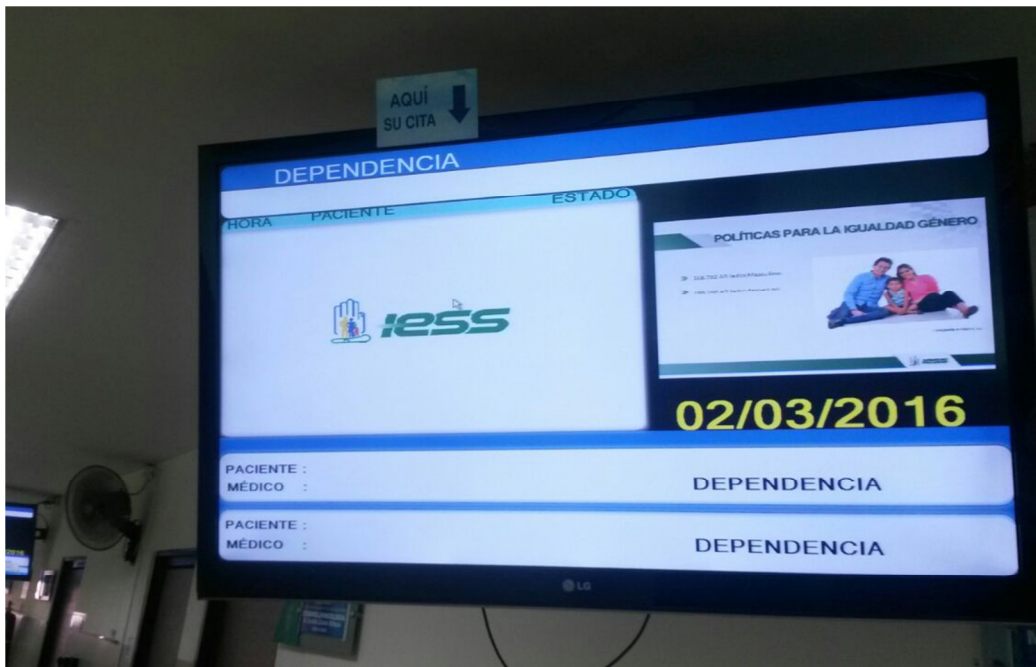 AQUÍ
SU CITA
DEPENDENCIA
HORA PACIENTE ESTADO
iess
POLÍTICAS PARA LA IGUALDAD GÉNERO
02/03/2016
PACIENTE :
MÉDICO : DEPENDENCIA
PACIENTE :
MÉDICO : DEPENDENCIA
LG